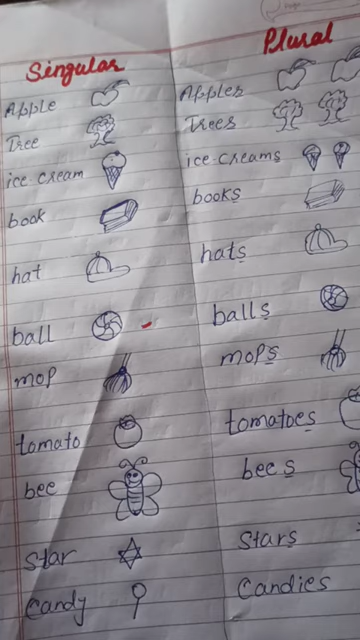 Singular Plural
Apple Apples
Tree Trees
ice cream ice-creams
book books
hat hats
ball balls
mop mops
tomato tomatoes
bee bees
star Stars
Candy Candies